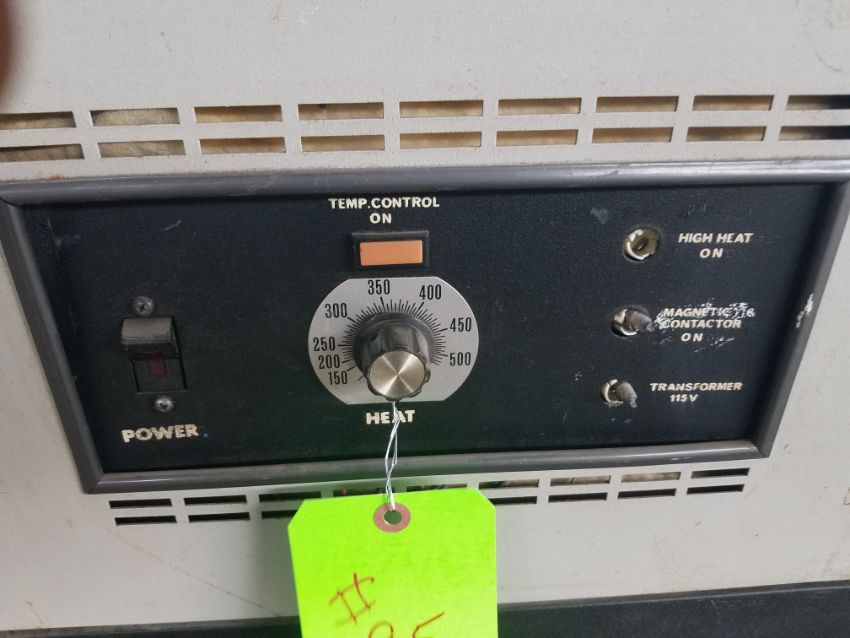 TEMP.CONTROL
ON
HIGH HEAT
ON
350
300
400
250
450
200
500
150
MAGNETIC
CONTACTOR
ON
TRANSFORMER
115V
POWER
HEAT
#